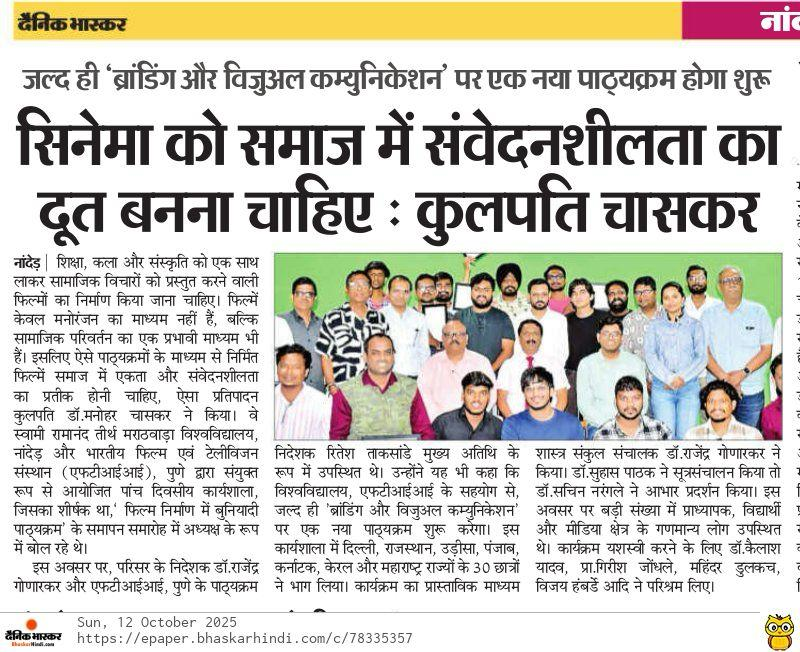 दैनिक भास्कर
नांदे
जल्द ही ‘ब्रांडिंग और विजुअल कम्युनिकेशन’ पर एक नया पाठ्यक्रम होगा शुरू
सिनेमा को समाज में संवेदनशीलता का
दूत बनना चाहिए : कुलपति चासकर
नांदेड़ | शिक्षा, कला और संस्कृति को एक साथ
लाकर सामाजिक विचारों को प्रस्तुत करने वाली
फिल्मों का निर्माण किया जाना चाहिए। फिल्में
केवल मनोरंजन का माध्यम नहीं हैं, बल्कि
सामाजिक परिवर्तन का एक प्रभावी माध्यम भी
हैं। इसलिए ऐसे पाठ्यक्रमों के माध्यम से निर्मित
फिल्में समाज में एकता और संवेदनशीलता
का प्रतीक होनी चाहिए, ऐसा प्रतिपादन
कुलपति डॉ.मनोहर चासकर ने किया। वे
स्वामी रामानंद तीर्थ मराठवाड़ा विश्वविद्यालय,
नांदेड़ और भारतीय फिल्म एवं टेलीविजन
संस्थान (एफटीआईआई), पुणे द्वारा संयुक्त
रूप से आयोजित पांच दिवसीय कार्यशाला,
जिसका शीर्षक था,‘ फिल्म निर्माण में बुनियादी
पाठ्यक्रम’ के समापन समारोह में अध्यक्ष के रूप
में बोल रहे थे।
इस अवसर पर, परिसर के निदेशक डॉ.राजेंद्र
गोणारकर और एफटीआईआई, पुणे के पाठ्यक्रम
निदेशक रितेश ताकसांडे मुख्य अतिथि के
रूप में उपस्थित थे। उन्होंने यह भी कहा कि
विश्वविद्यालय, एफटीआईआई के सहयोग से,
जल्द ही 'ब्रांडिंग और विजुअल कम्युनिकेशन'
पर एक नया पाठ्यक्रम शुरू करेगा। इस
कार्यशाला में दिल्ली, राजस्थान, उड़ीसा, पंजाब,
कर्नाटक, केरल और महाराष्ट्र राज्यों के 30 छात्रों
ने भाग लिया। कार्यक्रम का प्रास्ताविक माध्यम
शास्त्र संकुल संचालक डॉ.राजेंद्र गोणारकर ने
किया। डॉ.सुहास पाठक ने सूत्रसंचालन किया तो
डॉ.सचिन नरंगले ने आभार प्रदर्शन किया। इस
अवसर पर बड़ी संख्या में प्राध्यापक, विद्यार्थी
और मीडिया क्षेत्र के गणमान्य लोग उपस्थित
थे। कार्यक्रम यशस्वी करने के लिए डॉ.कैलाश
यादव, प्रा.गिरीश जोंधले, महिंदर डुलकच,
विजय हंबर्डे आदि ने परिश्रम लिए।
दैनिक भास्कर
BhaskarHindi.com
Sun, 12 October 2025
https://epaper.bhaskarhindi.com/c/78335357